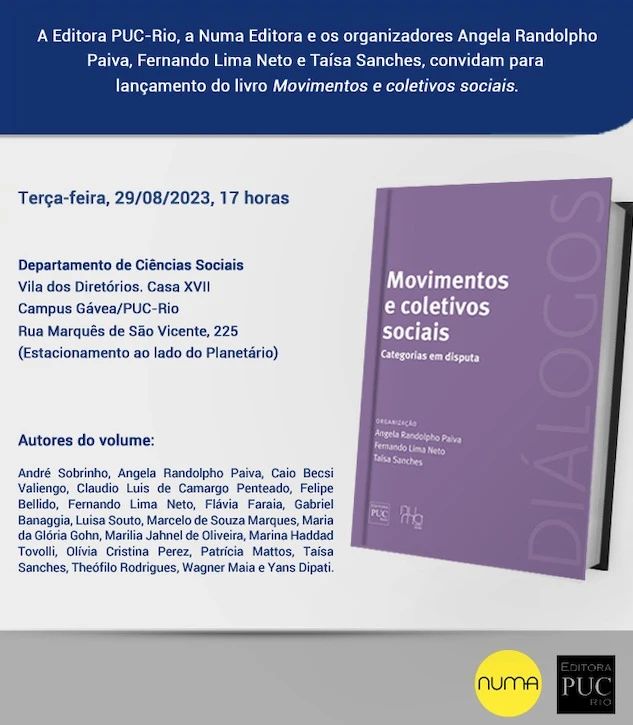 A Editora PUC-Rio, a Numa Editora e os organizadores Angela Randolpho
Paiva, Fernando Lima Neto e Taísa Sanches, convidam para
lançamento do livro Movimentos e coletivos sociais.
Terça-feira, 29/08/2023, 17 horas
Departamento de Ciências Sociais
Vila dos Diretórios. Casa XVII
Campus Gávea/PUC-Rio
Rua Marquês de São Vicente, 225
(Estacionamento ao lado do Planetário)
Autores do volume:
André Sobrinho, Angela Randolpho Paiva, Caio Becsi
Valiengo, Claudio Luis de Camargo Penteado, Felipe
Bellido, Fernando Lima Neto, Flávia Faraia, Gabriel
Banaggia, Luisa Souto, Marcelo de Souza Marques, Maria
da Glória Gohn, Marilia Jahnel de Oliveira, Marina Haddad
Tovolli, Olívia Cristina Perez, Patrícia Mattos, Taísa
Sanches, Theófilo Rodrigues, Wagner Maia e Yans Dipati.
Movimentos
e coletivos
sociais
Categorias em disputa
ORGANIZAÇÃO
Angela Randolpho Paiva
Fernando Lima Neto
Taísa Sanches
DIÁLOGOS
EDITORA
PUC
RIO
numa
NUMA
EDITORA
PUC
RIO